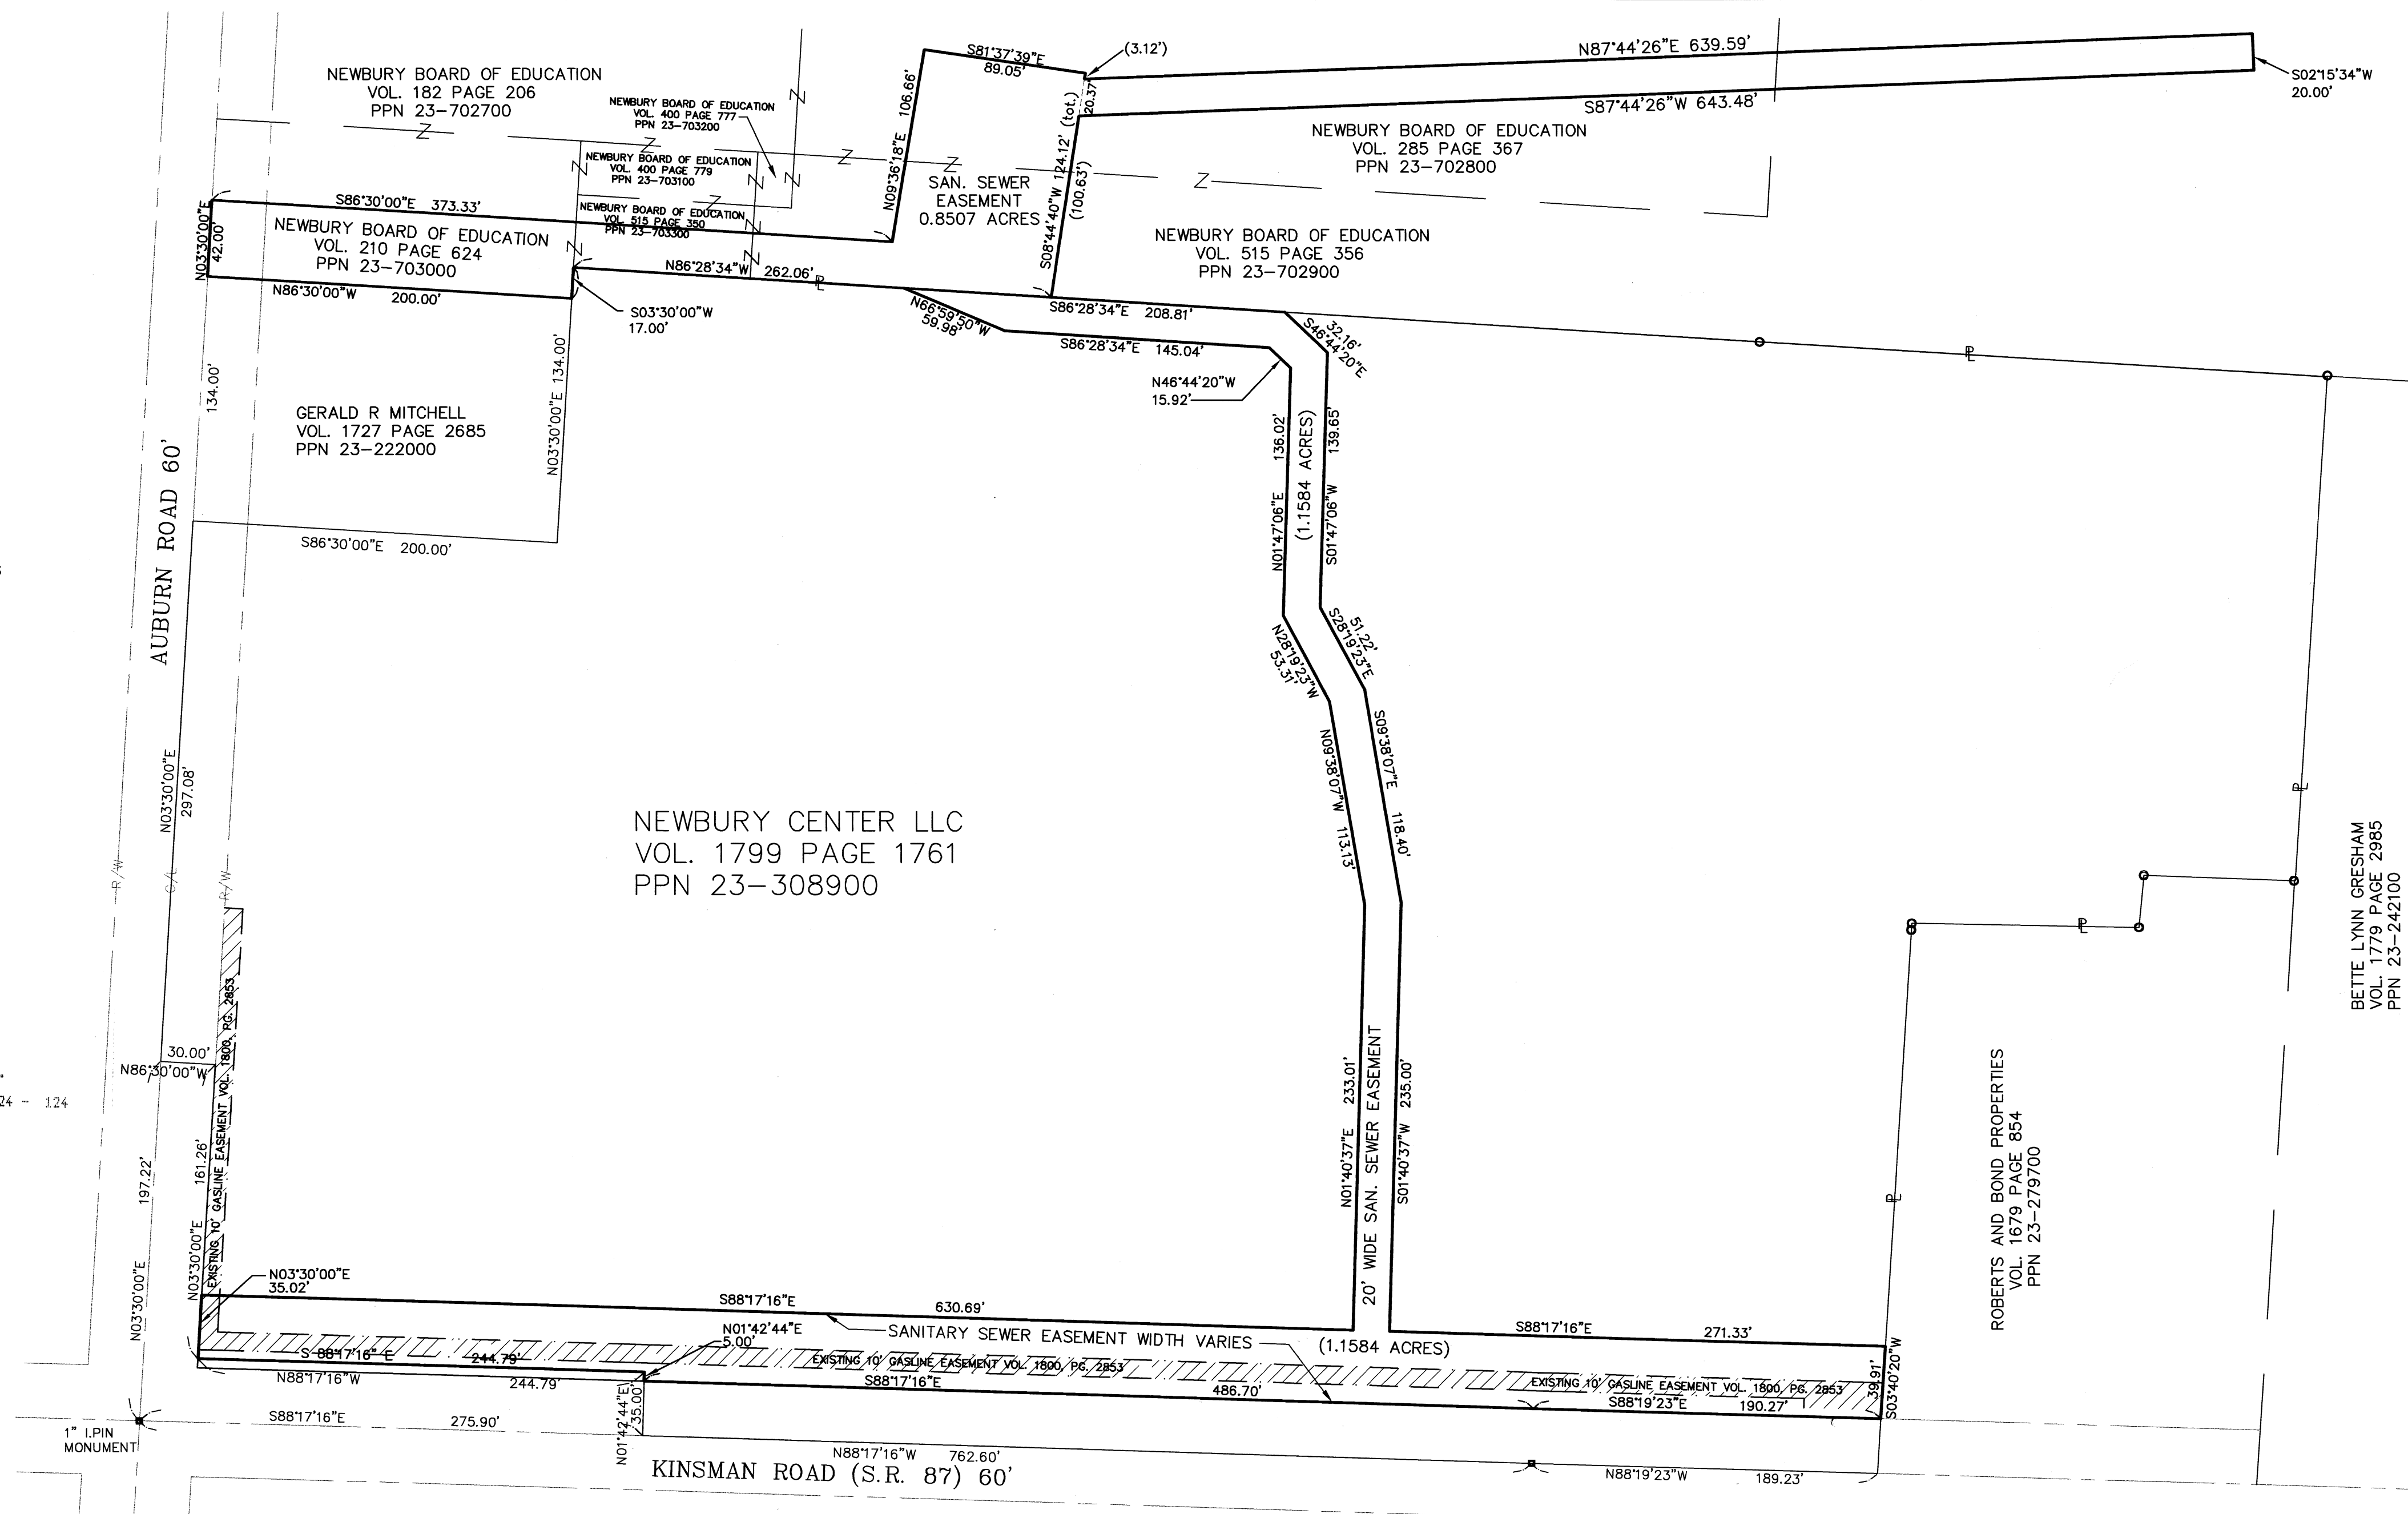 S81°37'39"E
89.05'
(3.12')
N87°44'26"E 639.59'
S02°15'34"W
20.00'
S87°44'26"W 643.48'
NEWBURY BOARD OF EDUCATION
VOL. 182 PAGE 206
PPN 23-702700
NEWBURY BOARD OF EDUCATION
VOL. 400 PAGE 777
PPN 23-703200
N09°36'18"E 106.66'
20.37'
S08°44'40"W 124.12' (tot.)
(100.63')
NEWBURY BOARD OF EDUCATION
VOL. 285 PAGE 367
PPN 23-702800
NEWBURY BOARD OF EDUCATION
VOL. 400 PAGE 779
PPN 23-703100
SAN. SEWER
EASEMENT
0.8507 ACRES
S86°30'00"E 373.33'
NEWBURY BOARD OF EDUCATION
VOL. 515 PAGE 350
PPN 23-703300
N03°30'00"E
42.00'
NEWBURY BOARD OF EDUCATION
VOL. 210 PAGE 624
PPN 23-703000
NEWBURY BOARD OF EDUCATION
VOL. 515 PAGE 356
PPN 23-702900
N86°30'00"W 200.00'
N86°28'34"W 262.06'
PL
S03°30'00"W
17.00'
N66°59'50"W
59.98'
S86°28'34"E 208.81'
32.16'
S46°44'20"E
S86°28'34"E 145.04'
PL
N46°44'20"W
15.92'
134.00'
N03°30'00"E 134.00'
GERALD R MITCHELL
VOL. 1727 PAGE 2685
PPN 23-222000
N01°47'06"E 136.02'
(1.1584 ACRES)
S01°47'06"W 139.65'
AUBURN ROAD 60'
S86°30'00"E 200.00'
51.22'
S28°19'23"E
N28°19'23"W
53.31'
N03°30'00"E
297.08'
S09°38'07"E 118.40'
N09°38'07"W 113.13'
PL
NEWBURY CENTER LLC
VOL. 1799 PAGE 1761
PPN 23-308900
R/W
C/L
R/W
BETTE LYNN GRESHAM
VOL. 1779 PAGE 2985
PPN 23-242100
PL
30.00'
N86°30'00"W
24 - 124
EXISTING 10' GASLINE EASEMENT VOL. 1800, PG. 2853
N03°30'00"E 161.26'
N03°30'00"E 197.22'
N01°40'37"E 233.01'
20' WIDE SAN. SEWER EASEMENT
S01°40'37"W 235.00'
PL
ROBERTS AND BOND PROPERTIES
VOL. 1679 PAGE 854
PPN 23-279700
N03°30'00"E
35.02'
S88°17'16"E 630.69'
N01°42'44"E
5.00'
SANITARY SEWER EASEMENT WIDTH VARIES
(1.1584 ACRES)
S88°17'16"E 271.33'
S 88°17'16" E 244.79'
EXISTING 10' GASLINE EASEMENT VOL. 1800, PG. 2853
EXISTING 10' GASLINE EASEMENT VOL. 1800, PG. 2853
39.91'
S03°40'20"W
N88°17'16"W 244.79'
S88°17'16"E 486.70'
S88°19'23"E 190.27'
N01°42'44"E
35.00'
S88°17'16"E 275.90'
1" I.PIN
MONUMENT
N88°17'16"W 762.60'
KINSMAN ROAD (S.R. 87) 60'
N88°19'23"W 189.23'